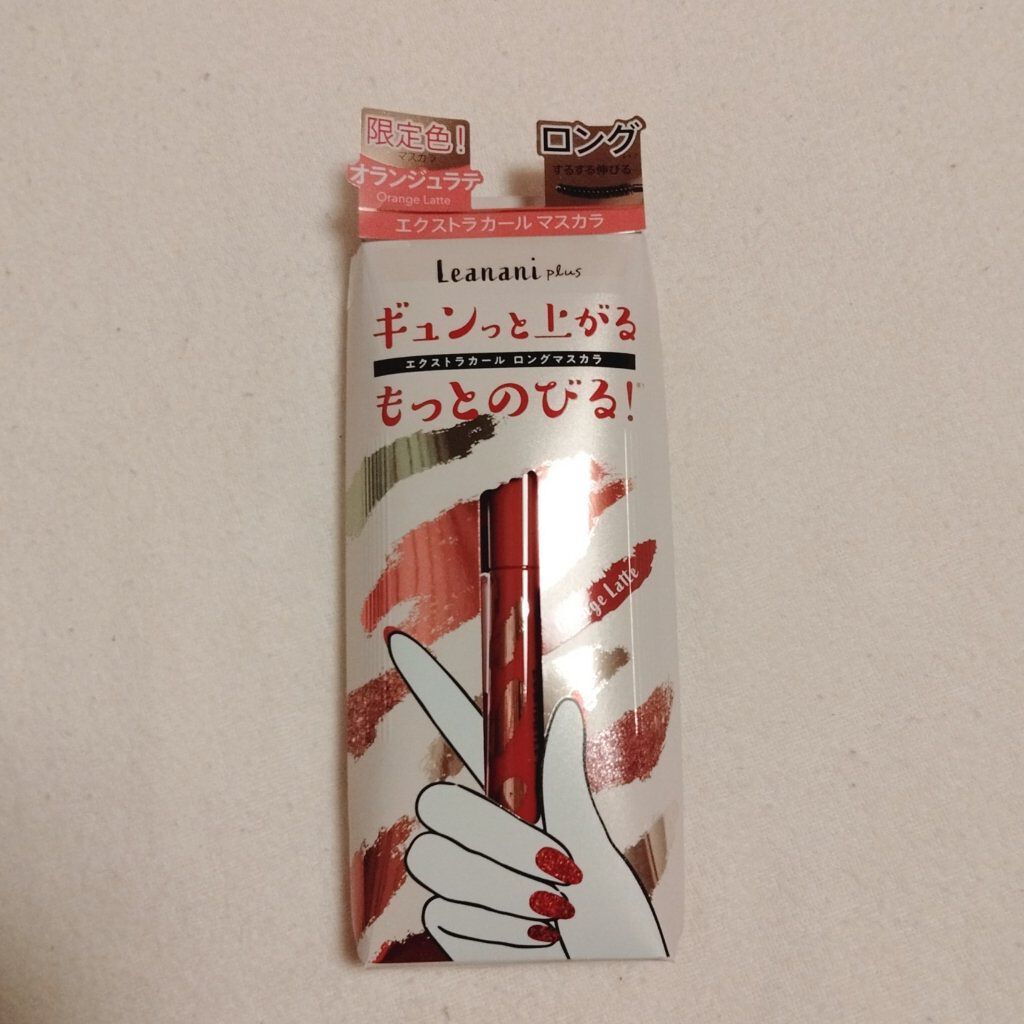 限定色!
マスカラ
オランジュラテ
Orange Latte
ロング
するする伸びる
エクストラカール マスカラ
Leanani plus
ギュンっと上がる
エクストラカール ロングマスカラ
もっとのびる!
Latte